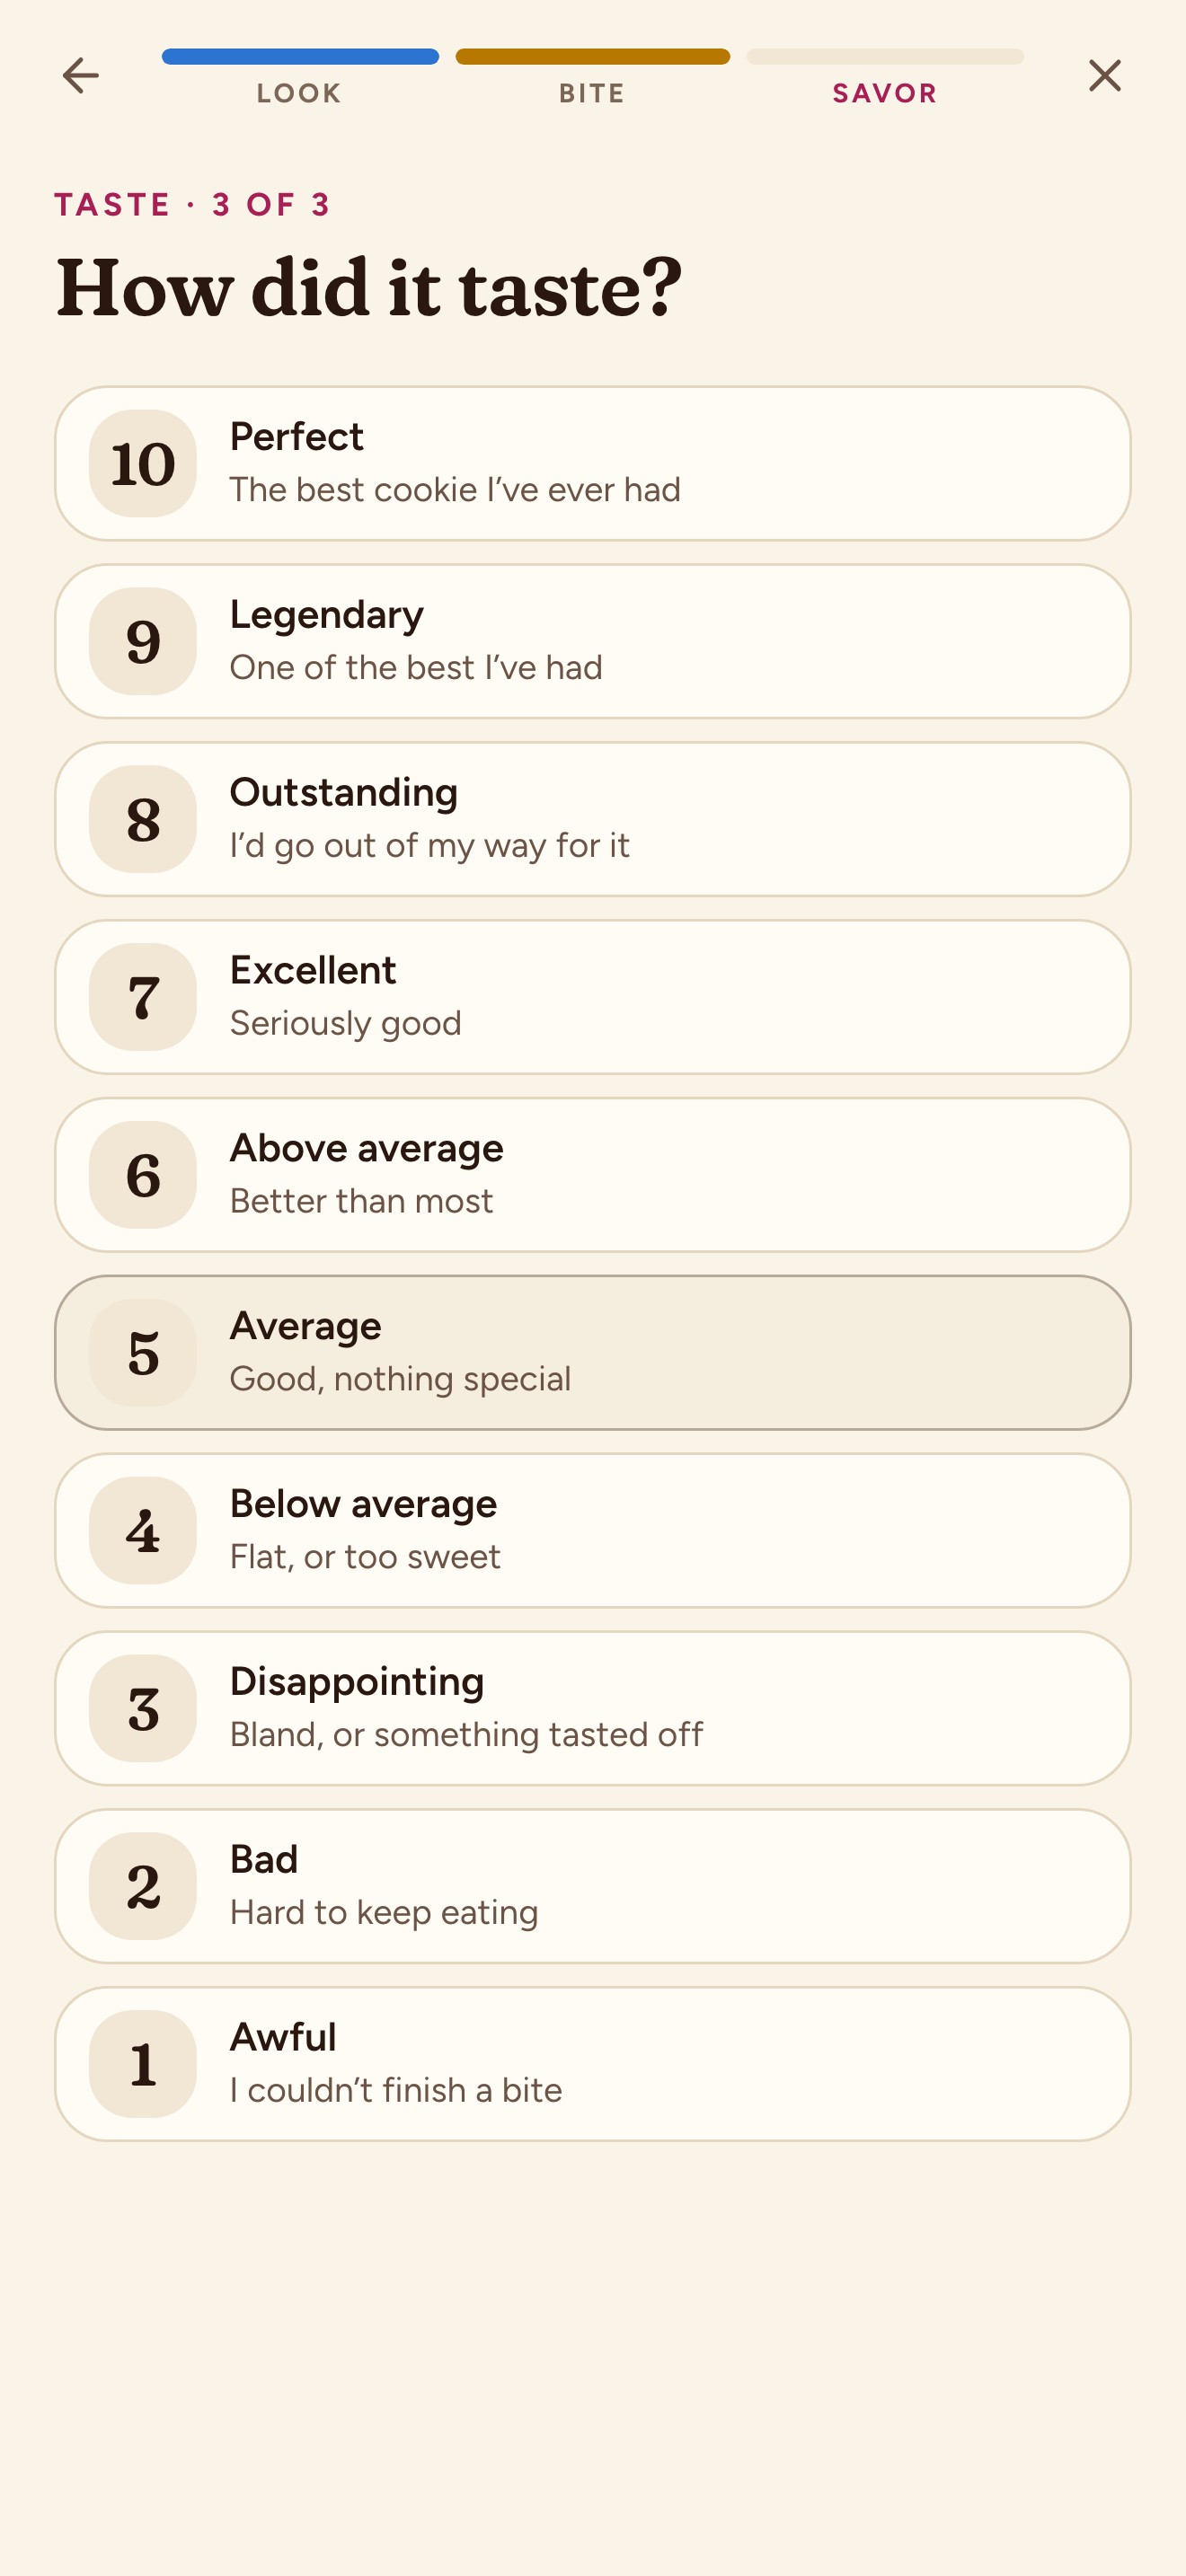 LOOK BITE SAVOR
TASTE · 3 OF 3
How did it taste?
10
Perfect
The best cookie I’ve ever had
9
Legendary
One of the best I’ve had
8
Outstanding
I’d go out of my way for it
7
Excellent
Seriously good
6
Above average
Better than most
5
Average
Good, nothing special
4
Below average
Flat, or too sweet
3
Disappointing
Bland, or something tasted off
2
Bad
Hard to keep eating
1
Awful
I couldn’t finish a bite